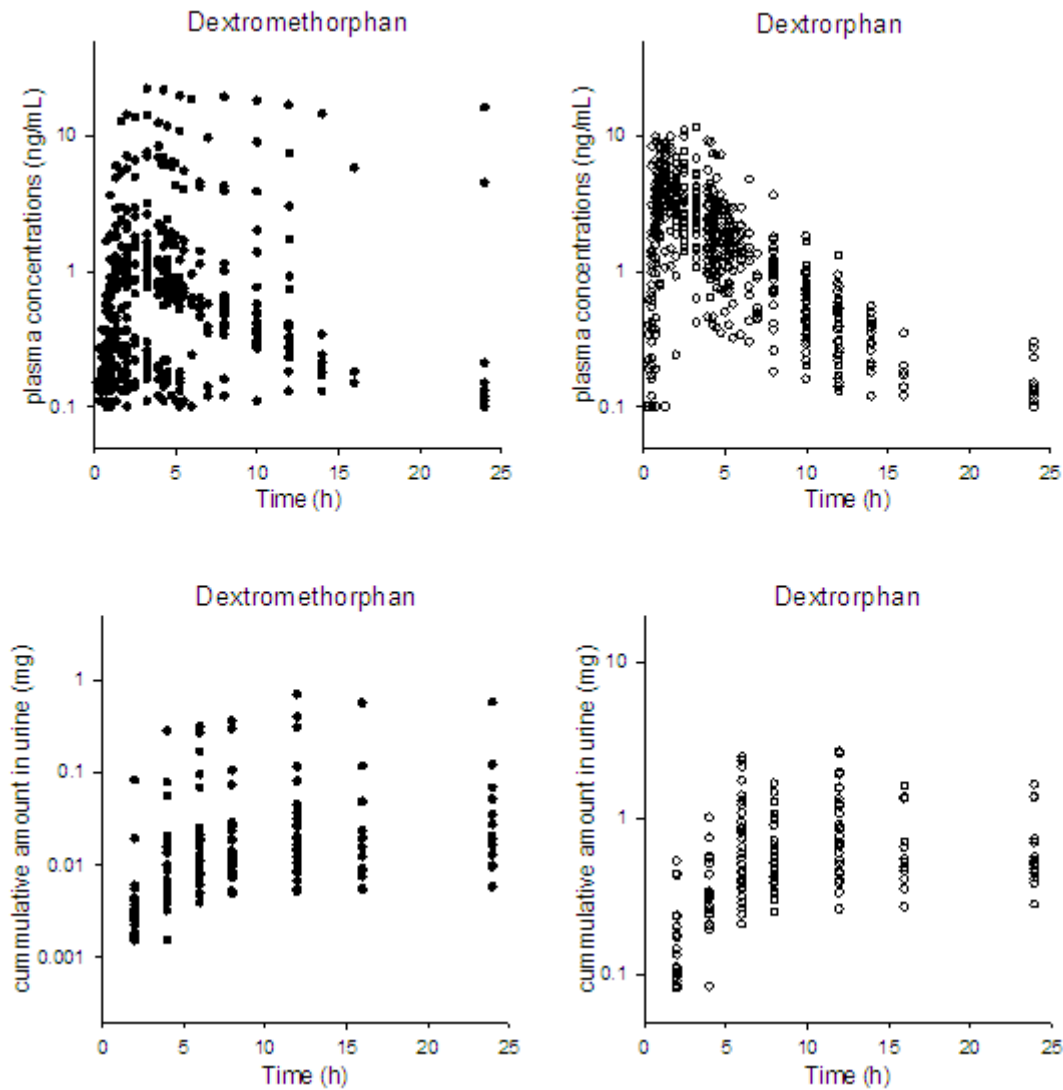 Dextromethorphan
plasma concentrations (ng/mL)
10
1
0.1
0 5 10 15 20 25
Time (h)
Dextrorphan
plasma concentrations (ng/mL)
10
1
0.1
0 5 10 15 20 25
Time (h)
Dextromethorphan
cummulative amount in urine (mg)
1
0.1
0.01
0.001
0 5 10 15 20 25
Time (h)
Dextrorphan
cummulative amount in urine (mg)
10
1
0.1
0 5 10 15 20 25
Time (h)